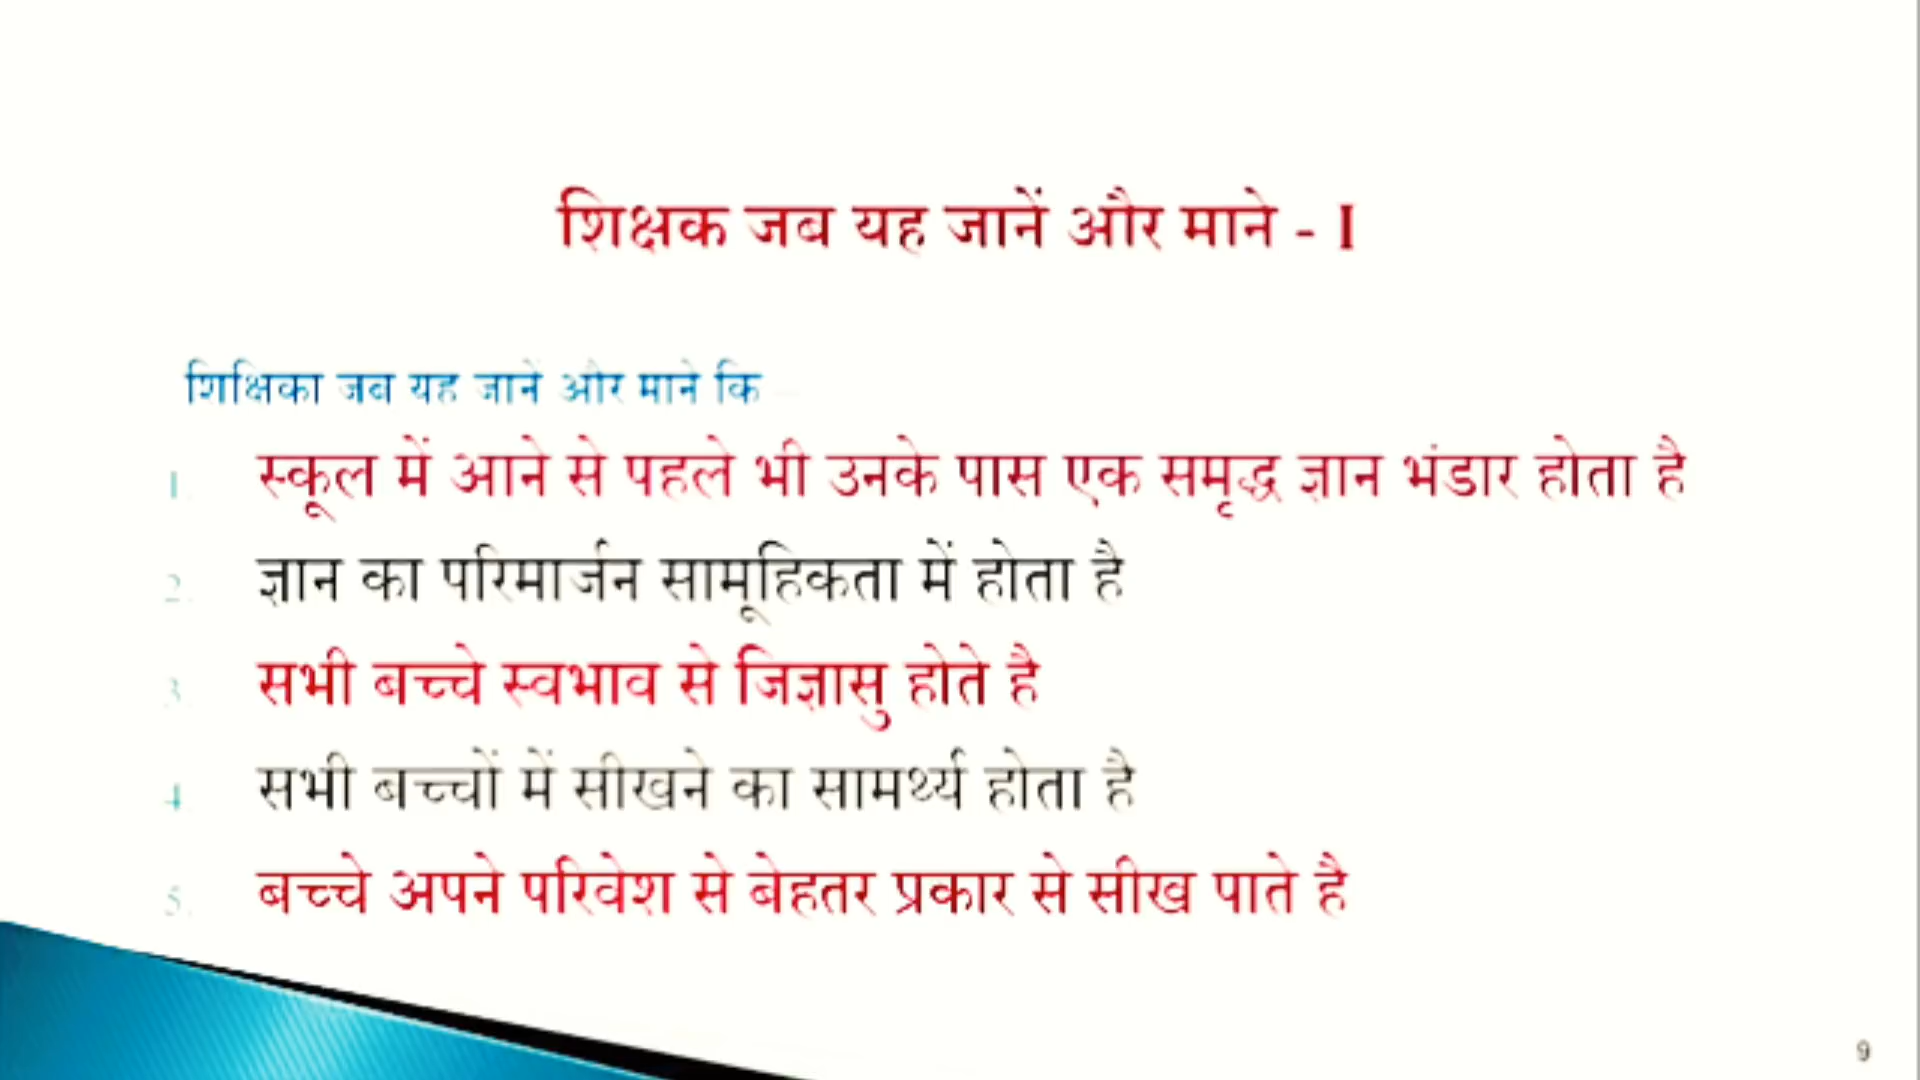 शिक्षक जब यह जानें और माने - I
शिक्षिका जब यह जानें और माने कि
1. स्कूल में आने से पहले भी उनके पास एक समृद्ध ज्ञान भंडार होता है
2. ज्ञान का परिमार्जन सामूहिकता में होता है
3. सभी बच्चे स्वभाव से जिज्ञासु होते है
4. सभी बच्चों में सीखने का सामर्थ्य होता है
5. बच्चे अपने परिवेश से बेहतर प्रकार से सीख पाते है
9